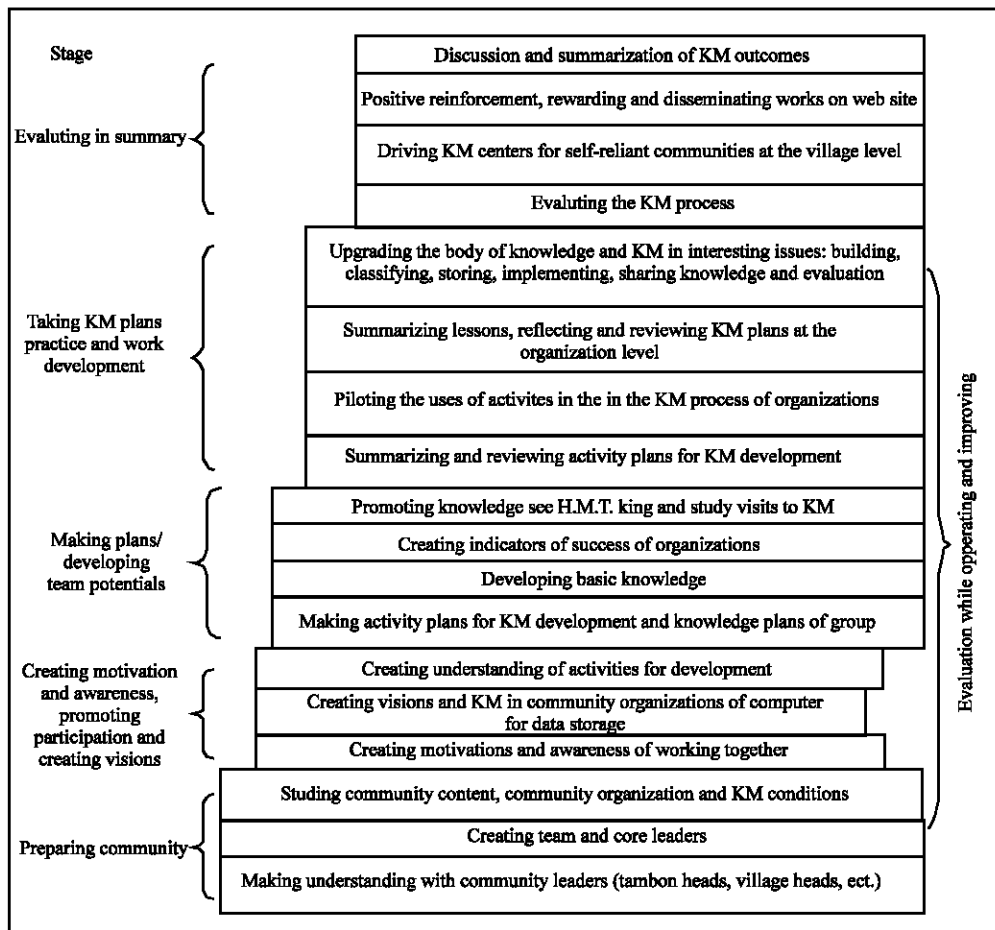 Stage
Discussion and summarization of KM outcomes
Positive reinforcement, rewarding and disseminating works on web site
Evaluting in summary
Driving KM centers for self-reliant communities at the village level
Evaluting the KM process
Upgrading the body of knowledge and KM in interesting issues: building,
classifying, storing, implementing, sharing knowledge and evaluation
Taking KM plans
practice and work
development
Summarizing lessons, reflecting and reviewing KM plans at the
organization level
Piloting the uses of activites in the in the KM process of organizations
Summarizing and reviewing activity plans for KM development
Making plans/
developing
team potentials
Promoting knowledge see H.M.T. king and study visits to KM
Creating indicators of success of organizations
Developing basic knowledge
Making activity plans for KM development and knowledge plans of group
Creating motivation
and awareness,
promoting
participation and
creating visions
Creating understanding of activities for development
Creating visions and KM in community organizations of computer
for data storage
Creating motivations and awareness of working together
Preparing community
Studing community content, community organization and KM conditions
Creating team and core leaders
Making understanding with community leaders (tambon heads, village heads, ect.)
Evaluation while opperating and improving